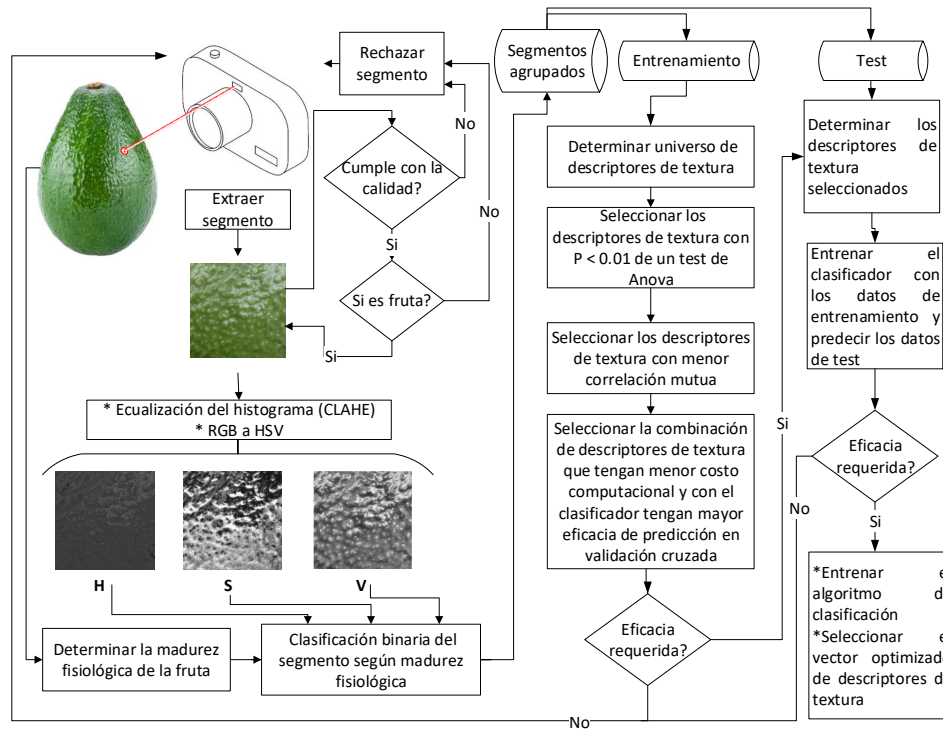 Rechazar
segmento
No
Cumple con la
calidad?
Extraer
segmento
Si
No
Si es fruta?
Si
* Ecualización del histograma (CLAHE)
* RGB a HSV
H
S
V
Determinar la madurez
fisiológica de la fruta
Clasificación binaria del
segmento según madurez
fisiológica
Segmentos
agrupados
Entrenamiento
Determinar universo de
descriptores de textura
Seleccionar los
descriptores de textura con
P < 0.01 de un test de
Anova
Seleccionar los descriptores
de textura con menor
correlación mutua
Seleccionar la combinación
de descriptores de textura
que tengan menor costo
computacional y con el
clasificador tengan mayor
eficacia de predicción en
validación cruzada
Eficacia
requerida?
Si
No
Test
Determinar los
descriptores de
textura
seleccionados
Entrenar el
clasificador con
los datos de
entrenamiento y
predecir los datos
de test
Eficacia
requerida?
No
Si
*Entrenar e
algoritmo d
clasificación
*Seleccionar e
vector optimizad
de descriptores d
textura